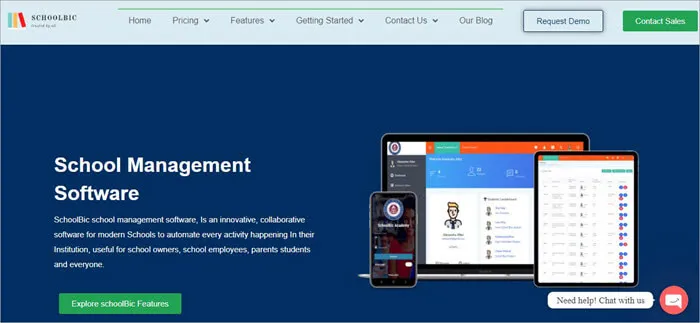 SCHOOLBIC
Home Pricing Features Getting Started Contact Us Our Blog
Request Demo
Contact Sales
School Management
Software
SchoolBic school management software, Is an innovative, collaborative
software for modern Schools to automate every activity happening In their
Institution, useful for school owners, school employees, parents students
and everyone.
Explore schoolBic Features
Need help! Chat with us